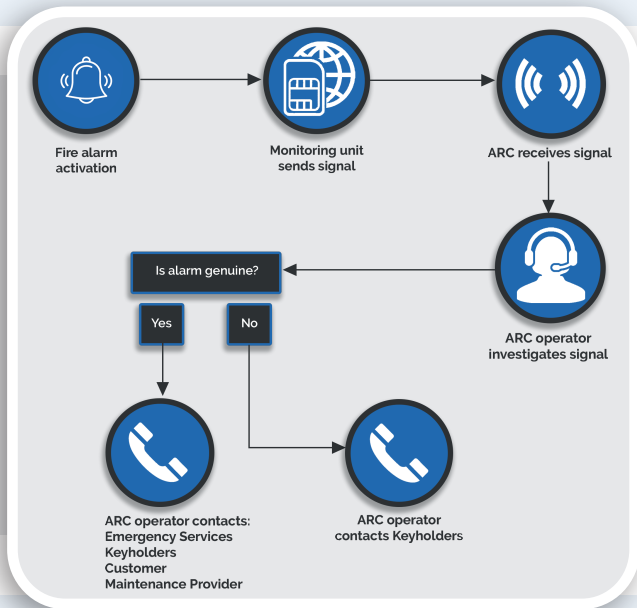 Fire alarm
activation
Monitoring unit
sends signal
ARC receives signal
ARC operator
investigates signal
Is alarm genuine?
Yes
No
ARC operator contacts:
Emergency Services
Keyholders
Customer
Maintenance Provider
ARC operator
contacts Keyholders